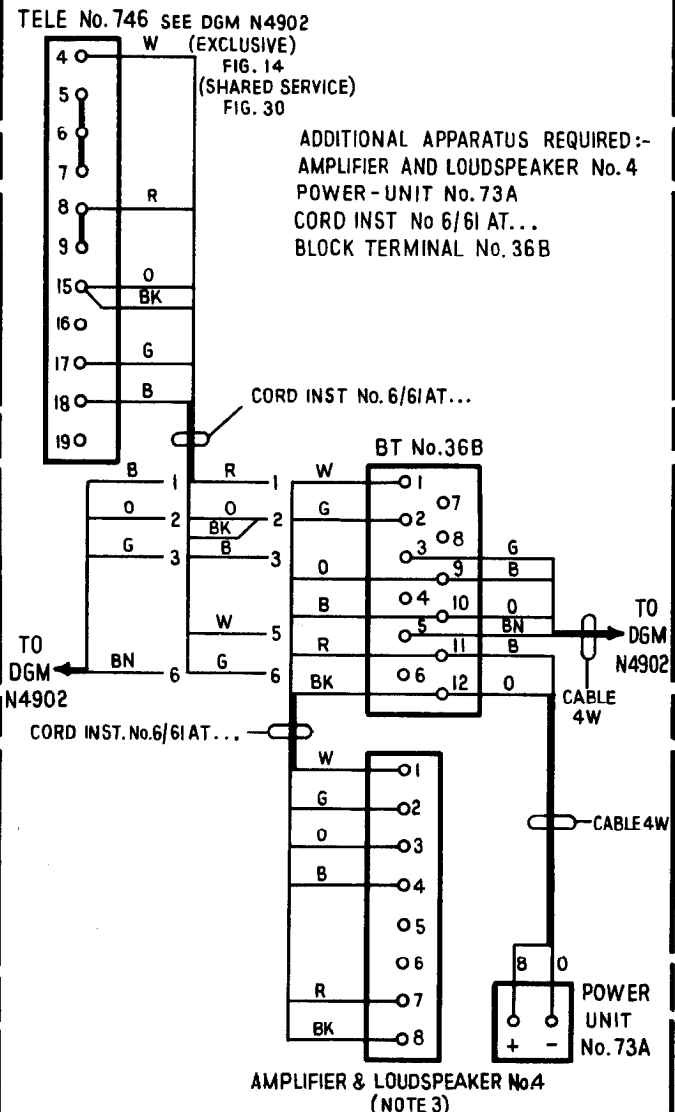 TELE No. 746 SEE DGM N4902
(EXCLUSIVE)
FIG. 14
(SHARED SERVICE)
FIG. 30
ADDITIONAL APPARATUS REQUIRED:-
AMPLIFIER AND LOUDSPEAKER No. 4
POWER-UNIT No. 73A
CORD INST No 6/61 AT...
BLOCK TERMINAL No. 36B
4 W
5
6
7
8 R
9
15 O
BK
16
17 G
18 B
19
CORD INST No. 6/61AT...
BT No.36B
B 1 R 1 W 1 7
O 2 O 2 G 2 8
BK
G 3 B 3 3 G
O 9 B
4
B 10 O
W 5 5 BN
R 11 B
BN 6 G 6 6
BK 12 O
TO
DGM
N4902
TO
DGM
N4902
CABLE
4W
CORD INST. No.6/61AT...
W 1
G 2
O 3
B 4
5
6
R 7
BK 8
CABLE 4W
B O
+ -
POWER
UNIT
No. 73A
AMPLIFIER & LOUDSPEAKER No.4
(NOTE 3)